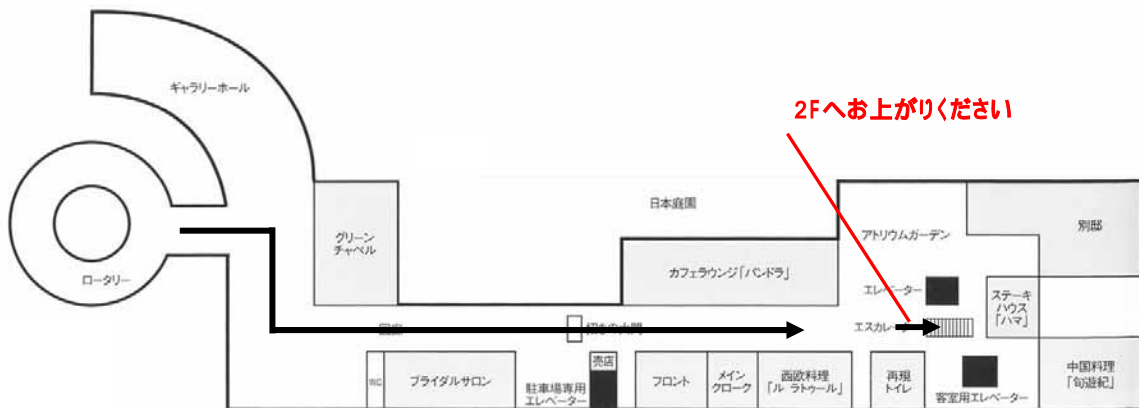 ギャラリーホール
2Fへお上がりください
日本庭園
グリーン
チャペル
別邸
アトリウムガーデン
ロータリー
カフェラウンジ「パンドラ」
エレベーター
ステーキ
ハウス
「ハマ」
エスカレーター
売店
WC
ブライダルサロン
駐車場専用
エレベーター
フロント
メイン
クローク
西欧料理
「ル ラトゥール」
再現
トイレ
客室用エレベーター
中国料理
「旬遊紀」